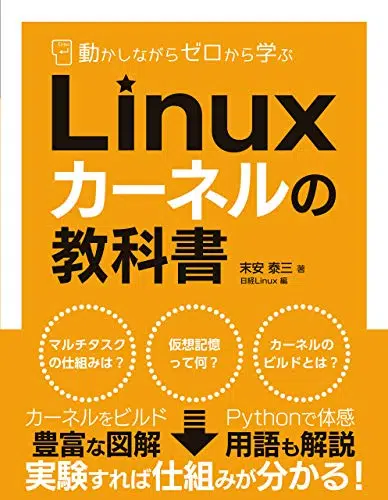 Enter
動かしながらゼロから学ぶ
Linux
カーネルの
教科書
末安 泰三 著
日経Linux 編
マルチタスク
の仕組みは？
仮想記憶
って何？
カーネルの
ビルドとは？
カーネルをビルド
Pythonで体感
豊富な図解
用語も解説
実験すれば仕組みが分かる！